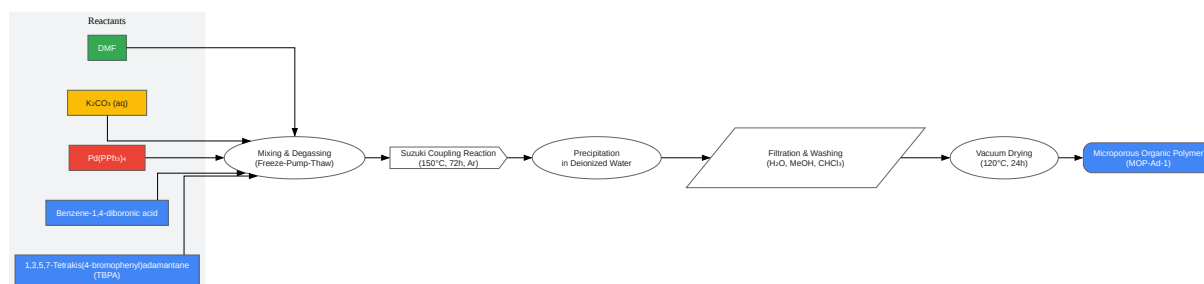 Reactants
DMF
K₂CO₃ (aq)
Pd(PPh₃)₄
Benzene-1,4-diboronic acid
1,3,5,7-Tetrakis(4-bromophenyl)adamantane
(TBPA)
Mixing & Degassing
(Freeze-Pump-Thaw)
Suzuki Coupling Reaction
(150°C, 72h, Ar)
Precipitation
in Deionized Water
Filtration & Washing
(H₂O, MeOH, CHCl₃)
Vacuum Drying
(120°C, 24h)
Microporous Organic Polymer
(MOP-Ad-1)